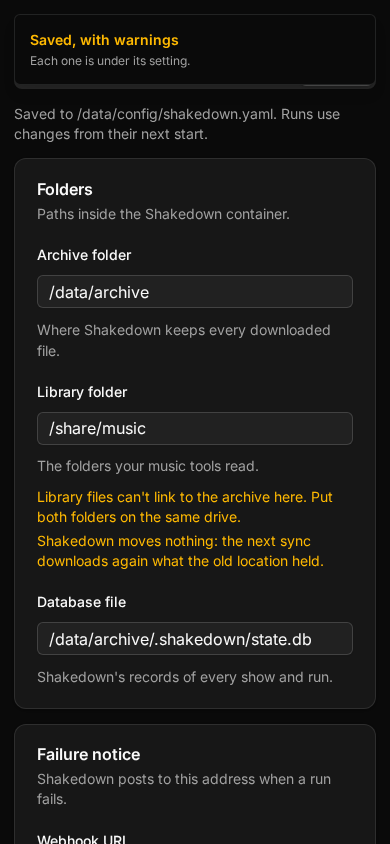 Saved, with warnings
Each one is under its setting.
Saved to /data/config/shakedown.yaml. Runs use
changes from their next start.
Folders
Paths inside the Shakedown container.
Archive folder
/data/archive
Where Shakedown keeps every downloaded
file.
Library folder
/share/music
The folders your music tools read.
Library files can't link to the archive here. Put
both folders on the same drive.
Shakedown moves nothing: the next sync
downloads again what the old location held.
Database file
/data/archive/.shakedown/state.db
Shakedown's records of every show and run.
Failure notice
Shakedown posts to this address when a run
fails.
Webhook URL